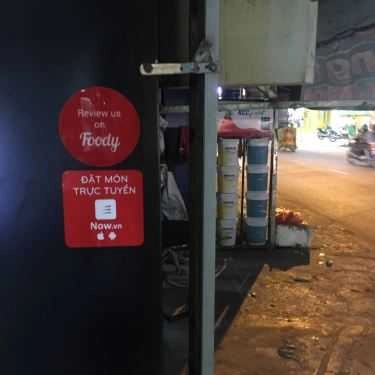 Review us
on
Foody
ĐẶT MÓN
TRỰC TUYẾN
Now.vn